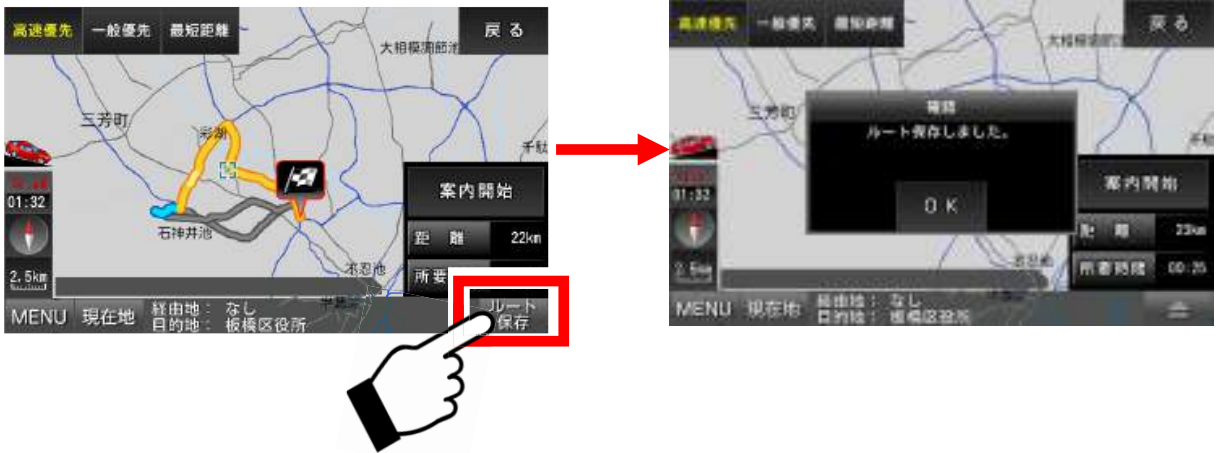 高速優先 一般優先 最短距離
戻る
大相模調節池
三芳町
彩湖
千駄
01:32
石神井池
案内開始
距離 22km
2.5km
不忍池
所要
MENU 現在地
経由地： なし
目的地： 板橋区役所
ルート
保存
高速優先 一般優先 最短距離
戻る
三芳町
確認
ルート保存しました。
OK
01:32
案内開始
距離
所要時間 00:25
MENU 現在地
経由地： なし
目的地： 板橋区役所